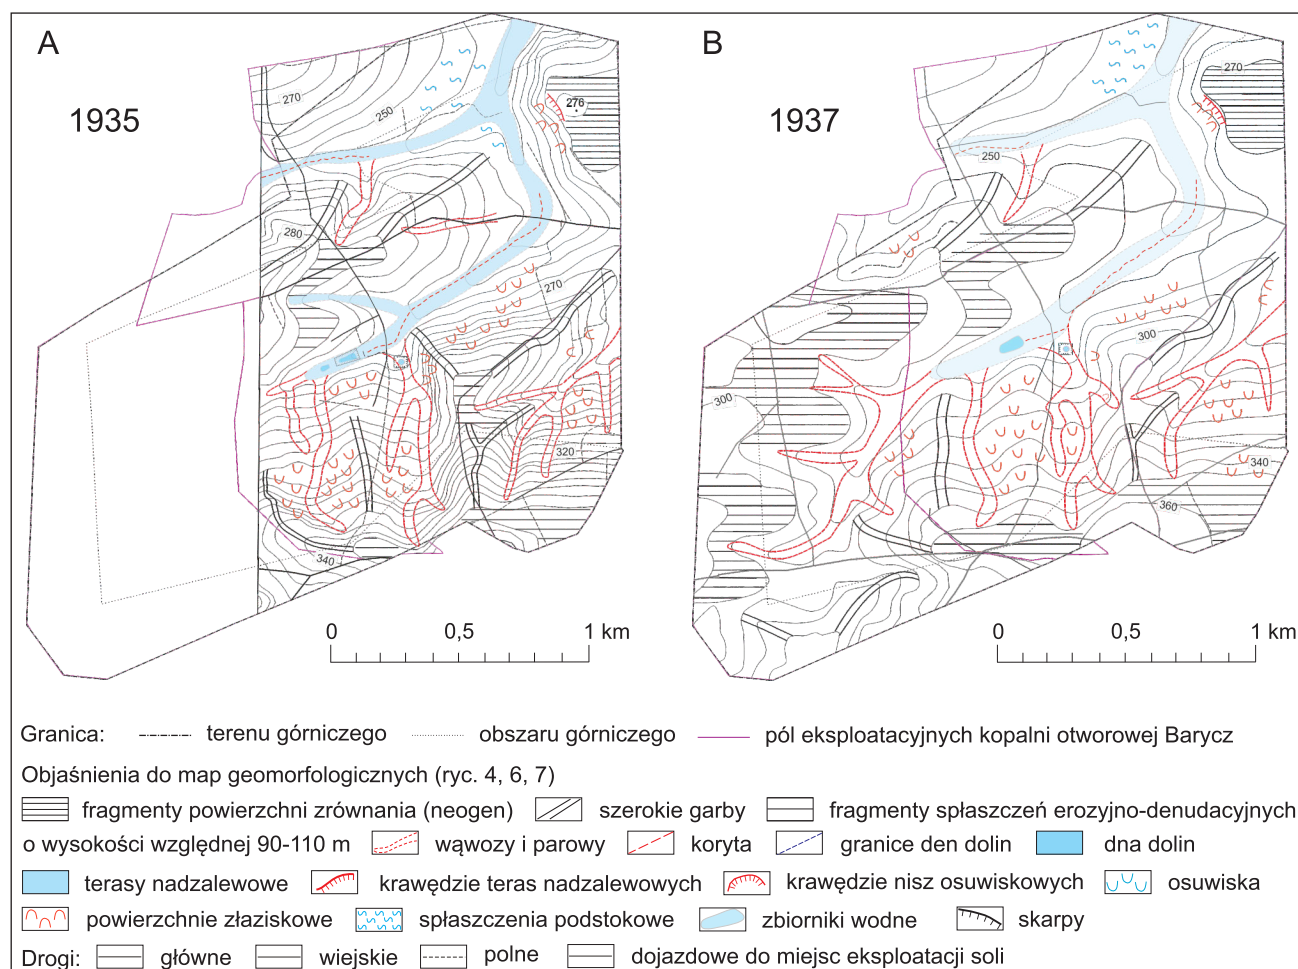 A
1935
270
250
276
280
270
320
340
0 0,5 1 km
B
1937
270
250
300
300
340
360
0 0,5 1 km
Granica: terenu górniczego obszaru górniczego pól eksploatacyjnych kopalni otworowej Barycz
Objaśnienia do map geomorfologicznych (ryc. 4, 6, 7)
fragmenty powierzchni zrównania (neogen) szerokie garby fragmenty spłaszczeń erozyjno-denudacyjnych
o wysokości względnej 90-110 m wąwozy i parowy koryta granice den dolin dna dolin
terasy nadzalewowe krawędzie teras nadzalewowych krawędzie nisz osuwiskowych osuwiska
powierzchnie złaziskowe spłaszczenia podstokowe zbiorniki wodne skarpy
Drogi: główne wiejskie polne dojazdowe do miejsc eksploatacji soli